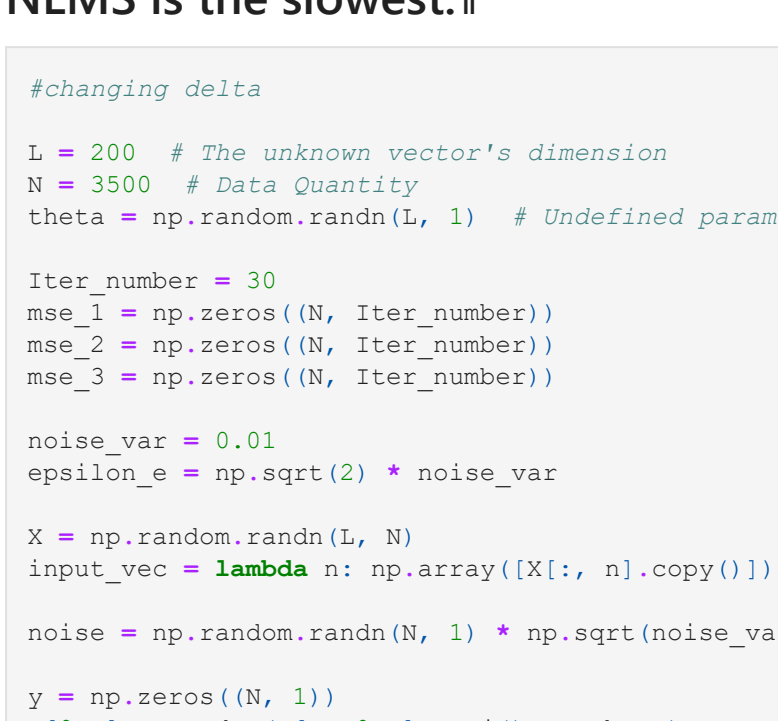 NLMS is the slowest.¶
#changing delta
L = 200  # The unknown vector's dimension
N = 3500  # Data Quantity
theta = np.random.randn(L, 1)  # Undefined param
Iter_number = 30
mse_1 = np.zeros((N, Iter_number))
mse_2 = np.zeros((N, Iter_number))
mse_3 = np.zeros((N, Iter_number))
noise_var = 0.01
epsilon_e = np.sqrt(2) * noise_var
X = np.random.randn(L, N)
input_vec = lambda n: np.array([X[:, n].copy()])
noise = np.random.randn(N, 1) * np.sqrt(noise_va
y = np.zeros((N, 1))